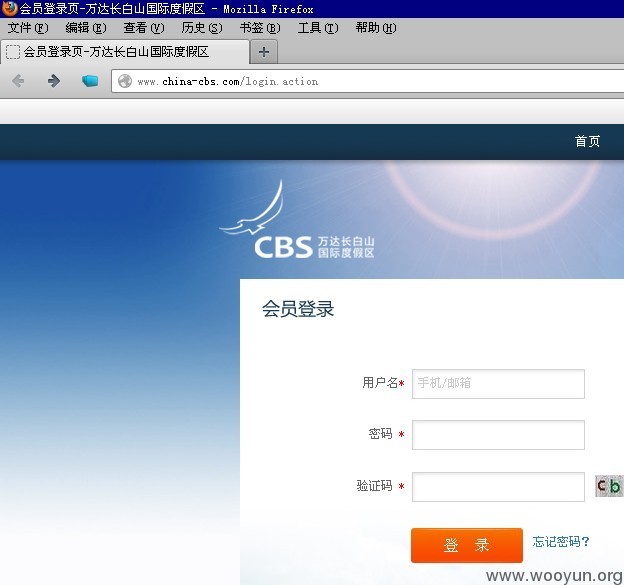 会员登录页-万达长白山国际度假区 - Mozilla Firefox
文件(F) 编辑(E) 查看(V) 历史(S) 书签(B) 工具(T) 帮助(H)
会员登录页-万达长白山国际度假区
www.china-cbs.com/login.action
首页
CBS 万达长白山
国际度假区
会员登录
用户名* 手机/邮箱
密码 *
验证码 * Cb
登 录 忘记密码?
www.wooyun.org